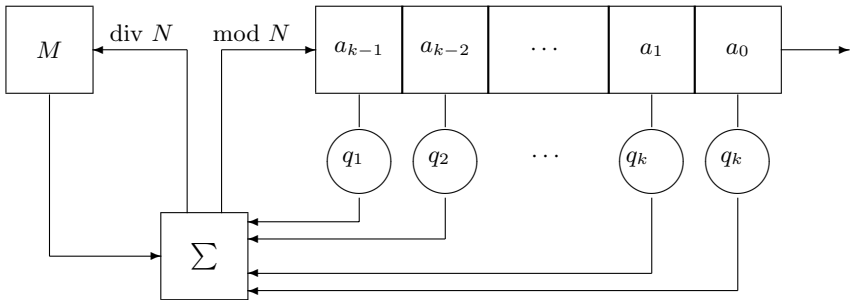 div N mod N
M a_{k−1} a_{k−2} ⋯ a_1 a_0
q_1 q_2 ⋯ q_k q_k
∑